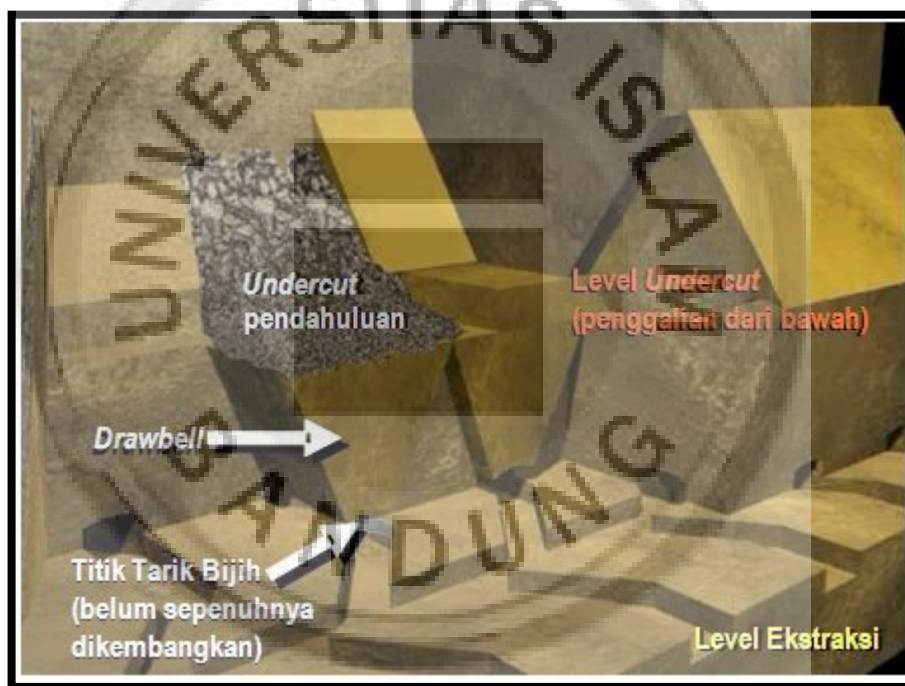 UNIVERSITAS ISLAM
Undercut
pendahuluan
Level Undercut
(penggalian dari bawah)
Drawbell
BANDUNG
Titik Tarik Bijih
(belum sepenuhnya
dikembangkan)
Level Ekstraksi